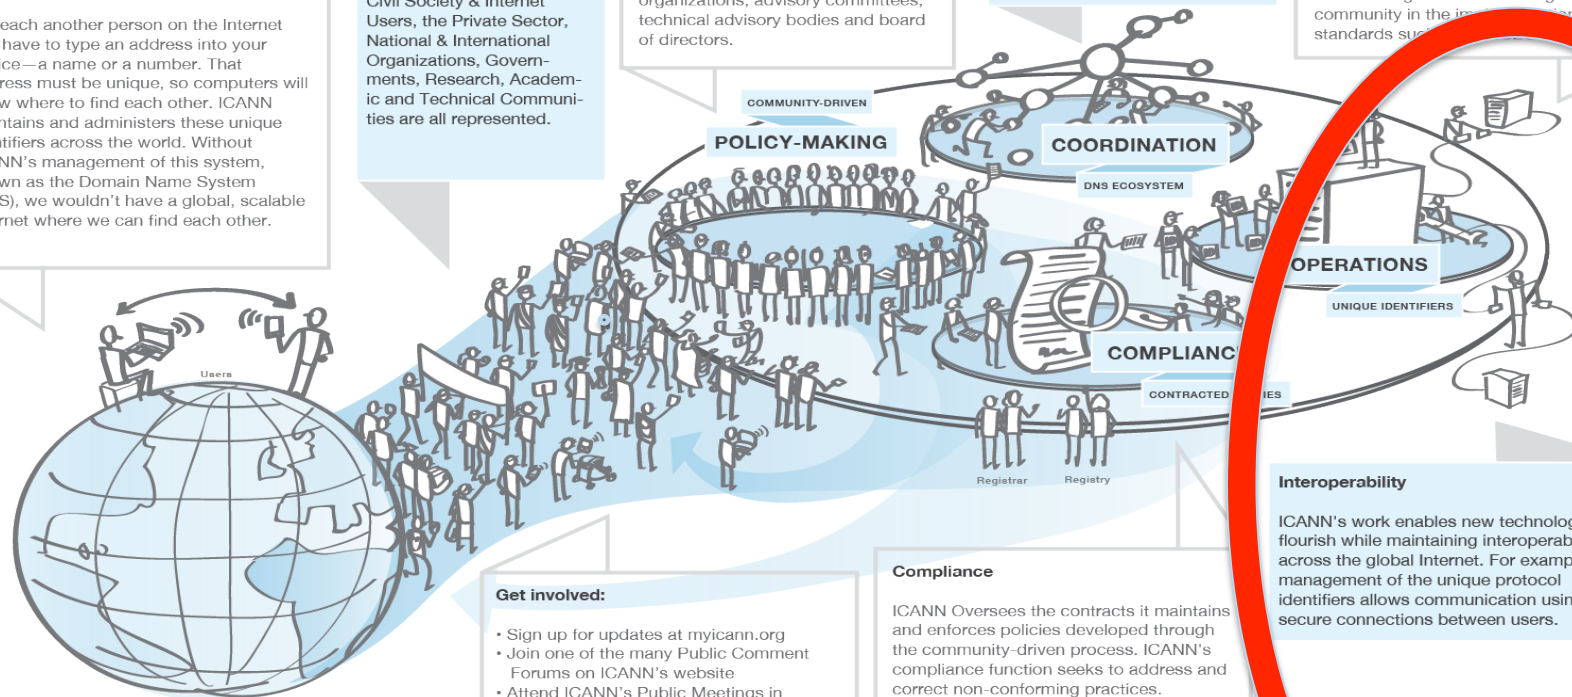 each another person on the Internet
have to type an address into your
ice—a name or a number. That
ress must be unique, so computers will
w where to find each other. ICANN
ntains and administers these unique
ntifiers across the world. Without
NN's management of this system,
wn as the Domain Name System
S), we wouldn't have a global, scalable
rnet where we can find each other.
Civil Society & Internet
Users, the Private Sector,
National & International
Organizations, Govern-
ments, Research, Academ-
ic and Technical Communi-
ties are all represented.
organizations, advisory committees,
technical advisory bodies and board
of directors.
community in the
standards
COMMUNITY-DRIVEN
POLICY-MAKING
COORDINATION
DNS ECOSYSTEM
OPERATIONS
UNIQUE IDENTIFIERS
COMPLIANC
CONTRACTED IES
Users
Registrar
Registry
Get involved:
• Sign up for updates at myicann.org
• Join one of the many Public Comment
Forums on ICANN's website
• Attend ICANN's Public Meetings in
Compliance
ICANN Oversees the contracts it maintains
and enforces policies developed through
the community-driven process. ICANN's
compliance function seeks to address and
correct non-conforming practices.
Interoperability
ICANN's work enables new technolog
flourish while maintaining interoperab
across the global Internet. For examp
management of the unique protocol
identifiers allows communication usin
secure connections between users.